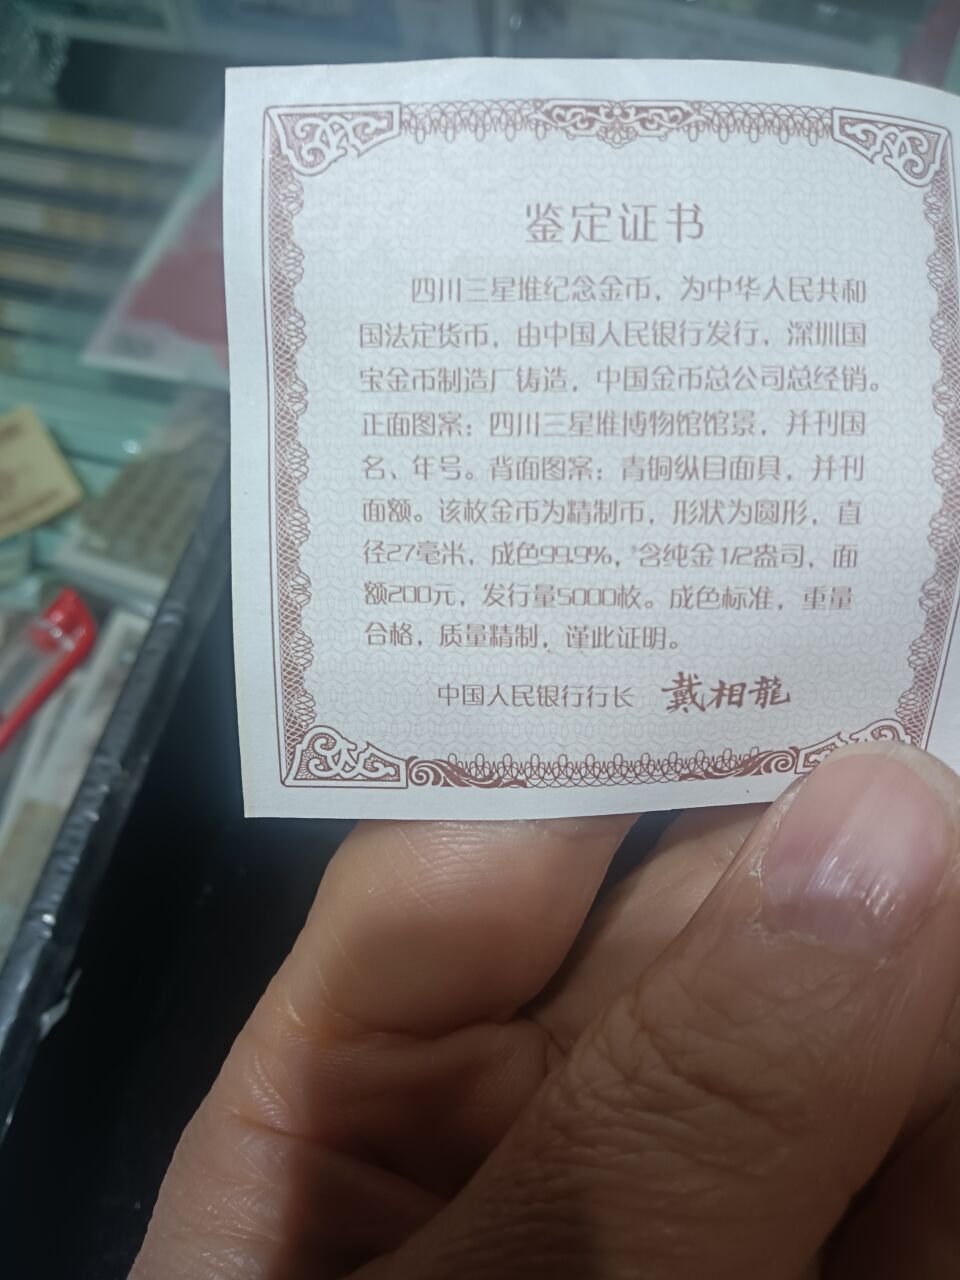 鉴定证书
四川三星堆纪念金币，为中华人民共和
国法定货币，由中国人民银行发行，深圳国
宝金币制造厂铸造，中国金币总公司总经销。
正面图案：四川三星堆博物馆馆景，并刊国
名、年号。背面图案：青铜纵目面具，并刊
面额。该枚金币为精制币，形状为圆形，直
径27毫米，成色99.9%，含纯金1/2盎司，面
额200元，发行量5000枚。成色标准，重量
合格，质量精制，谨此证明。
中国人民银行行长 戴相龍